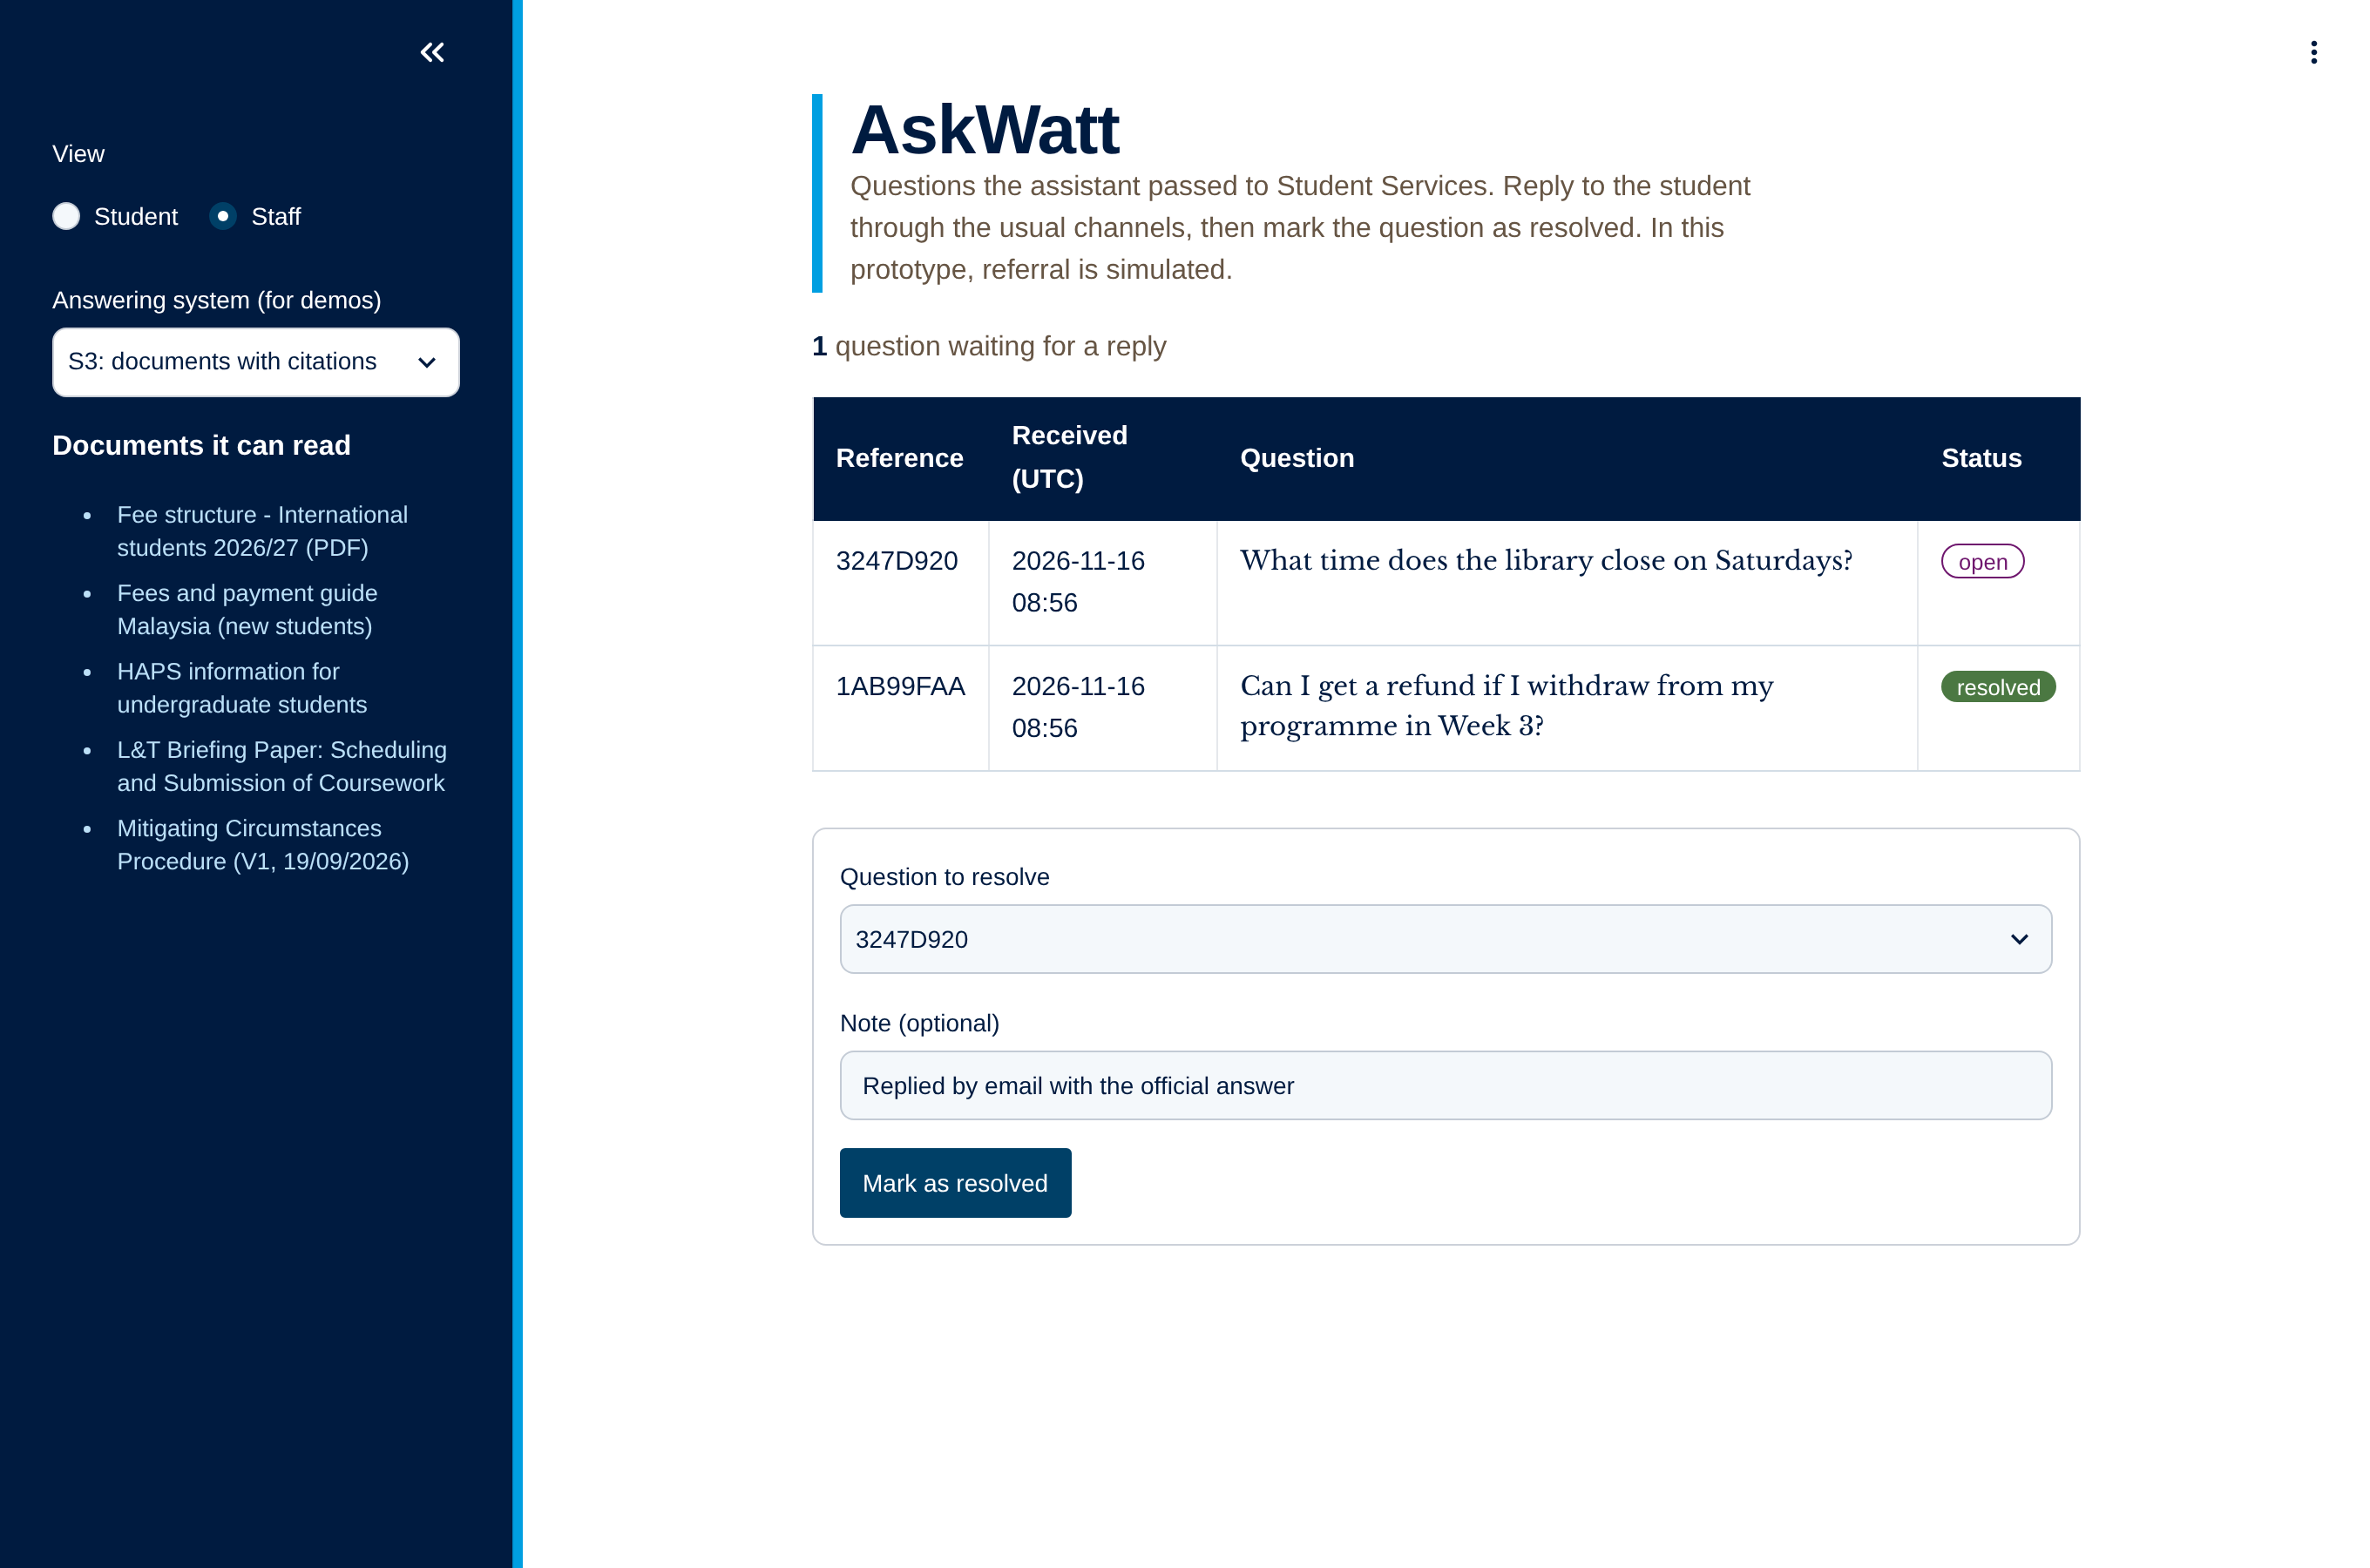 View
Student
Staff
Answering system (for demos)
S3: documents with citations
Documents it can read
Fee structure - International
students 2026/27 (PDF)
Fees and payment guide
Malaysia (new students)
HAPS information for
undergraduate students
L&T Briefing Paper: Scheduling
and Submission of Coursework
Mitigating Circumstances
Procedure (V1, 19/09/2026)
AskWatt
Questions the assistant passed to Student Services. Reply to the student
through the usual channels, then mark the question as resolved. In this
prototype, referral is simulated.
1 question waiting for a reply
Reference
Received
(UTC)
Question
Status
3247D920
2026-11-16
08:56
What time does the library close on Saturdays?
open
1AB99FAA
2026-11-16
08:56
Can I get a refund if I withdraw from my
programme in Week 3?
resolved
Question to resolve
3247D920
Note (optional)
Replied by email with the official answer
Mark as resolved